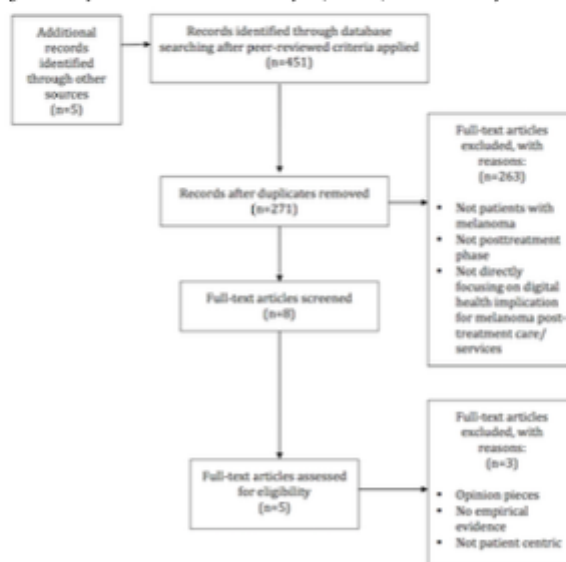 Additional
records
identified
through other
sources
(n=5)
Records identified through database
searching after peer-reviewed criteria applied
(n=451)
Records after duplicates removed
(n=271)
Full-text articles
excluded, with
reasons:
(n=263)
▪ Not patients with
melanoma
▪ Not posttreatment
phase
▪ Not directly
focusing on digital
health implication
for melanoma post-
treatment care/
services
Full-text articles screened
(n=8)
Full-text articles assessed
for eligibility
(n=5)
Full-text articles
excluded, with
reasons:
(n=3)
▪ Opinion pieces
▪ No empirical
evidence
▪ Not patient centric